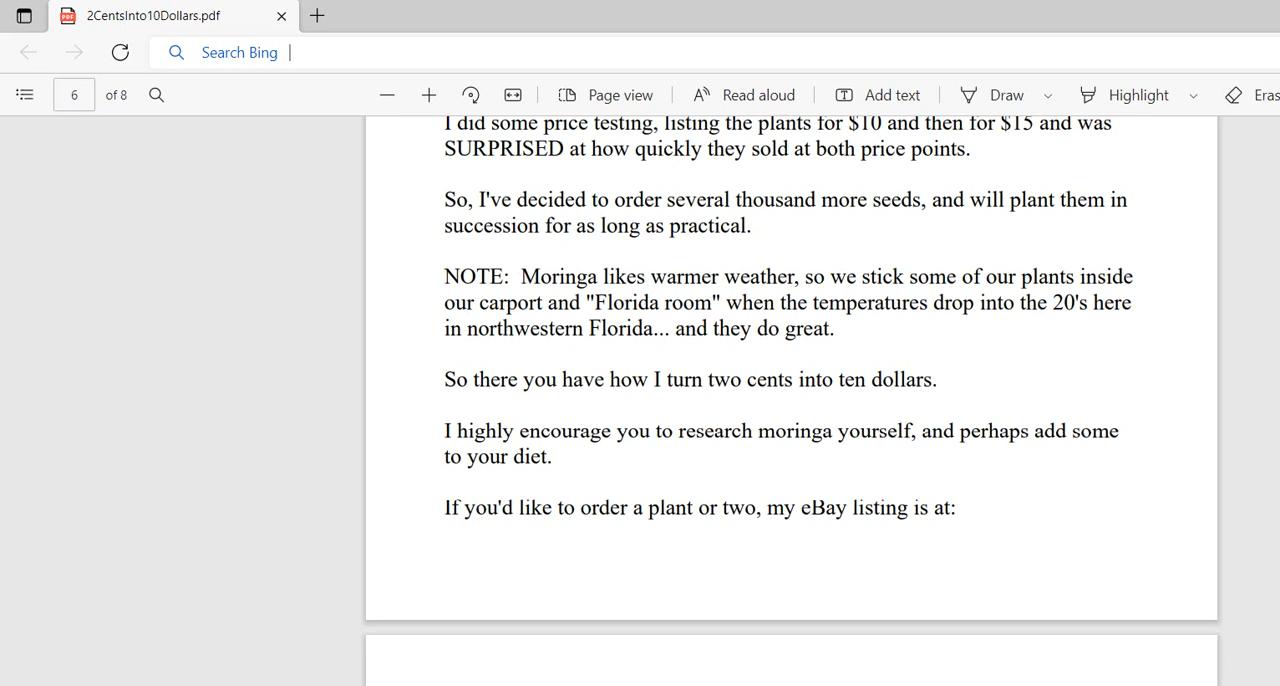 2CentsInto10Dollars.pdf
Search Bing
6 of 8
Page view
Read aloud
Add text
Draw
Highlight
Eras
I did some price testing, listing the plants for $10 and then for $15 and was
SURPRISED at how quickly they sold at both price points.
So, I've decided to order several thousand more seeds, and will plant them in
succession for as long as practical.
NOTE:  Moringa likes warmer weather, so we stick some of our plants inside
our carport and "Florida room" when the temperatures drop into the 20's here
in northwestern Florida... and they do great.
So there you have how I turn two cents into ten dollars.
I highly encourage you to research moringa yourself, and perhaps add some
to your diet.
If you'd like to order a plant or two, my eBay listing is at: